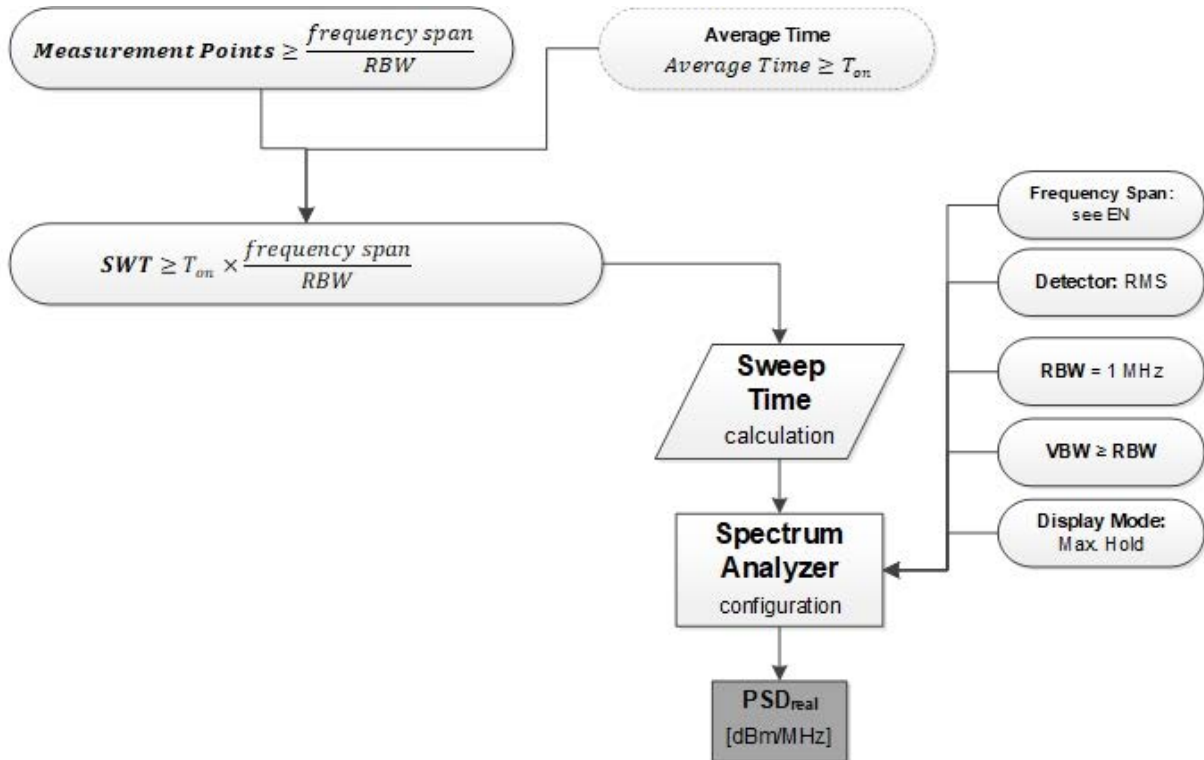 Measurement Points ≥ frequency span / RBW
Average Time
Average Time ≥ T_on
SWT ≥ T_on × frequency span / RBW
Frequency Span:
see EN
Detector: RMS
RBW = 1 MHz
VBW ≥ RBW
Display Mode:
Max. Hold
Sweep
Time
calculation
Spectrum
Analyzer
configuration
PSD_real
[dBm/MHz]